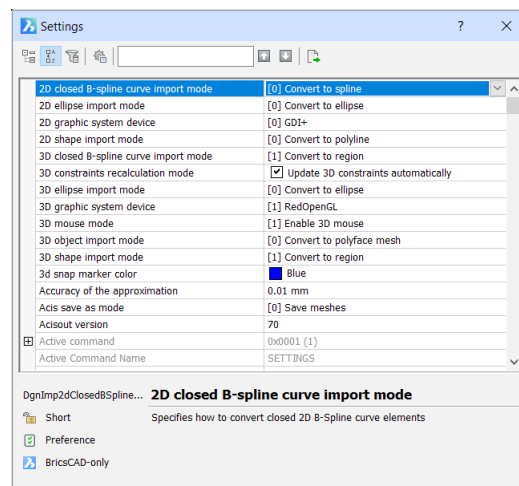 Settings ? ×
2D closed B-spline curve import mode [0] Convert to spline
2D ellipse import mode [0] Convert to ellipse
2D graphic system device [0] GDI+
2D shape import mode [0] Convert to polyline
3D closed B-spline curve import mode [1] Convert to region
3D constraints recalculation mode Update 3D constraints automatically
3D ellipse import mode [0] Convert to ellipse
3D graphic system device [1] RedOpenGL
3D mouse mode [1] Enable 3D mouse
3D object import mode [0] Convert to polyface mesh
3D shape import mode [1] Convert to region
3d snap marker color Blue
Accuracy of the approximation 0.01 mm
Acis save as mode [0] Save meshes
Acisout version 70
Active command 0x0001 (1)
Active Command Name SETTINGS
DgnImp2dClosedBSpline... 2D closed B-spline curve import mode
Short Specifies how to convert closed 2D B-Spline curve elements
Preference
BricsCAD-only